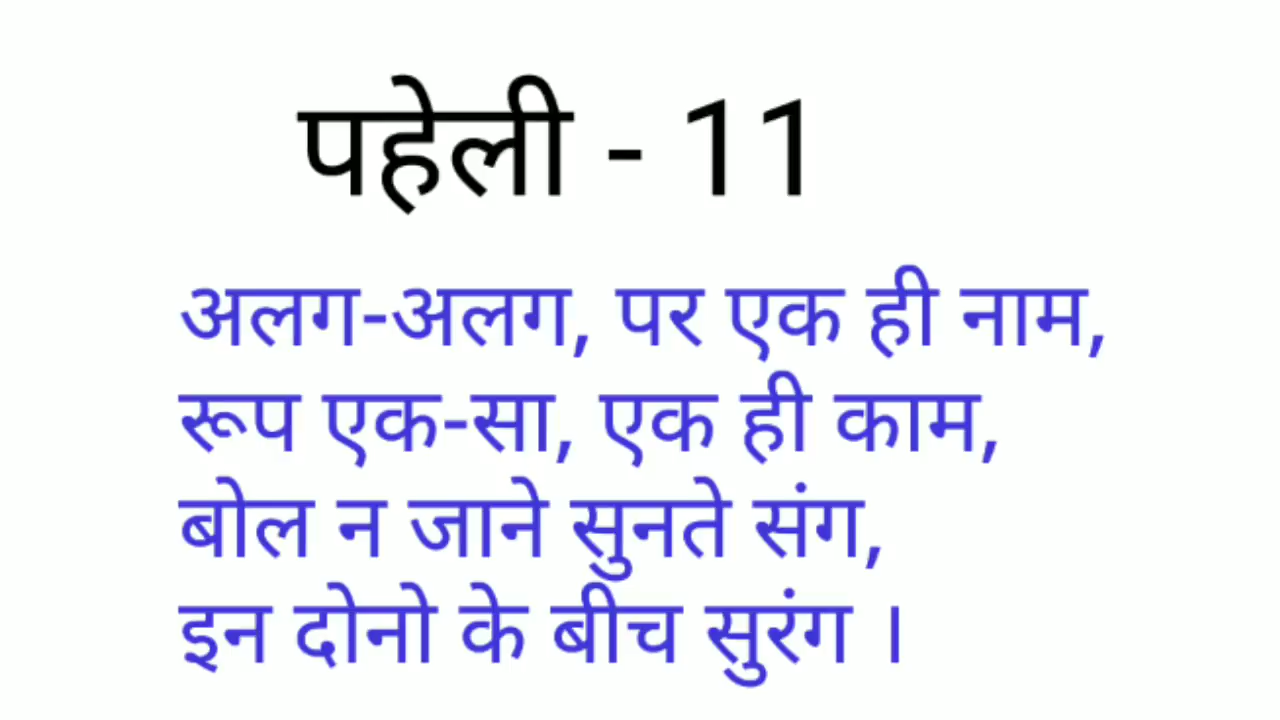 पहेली - 11
अलग-अलग, पर एक ही नाम,
रूप एक-सा, एक ही काम,
बोल न जाने सुनते संग,
इन दोनो के बीच सुरंग ।